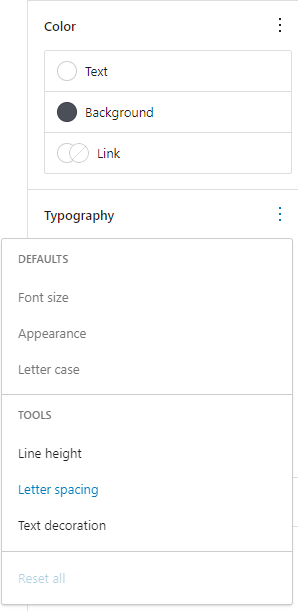 Color
Text
Background
Link
Typography
DEFAULTS
Font size
Appearance
Letter case
TOOLS
Line height
Letter spacing
Text decoration
Reset all